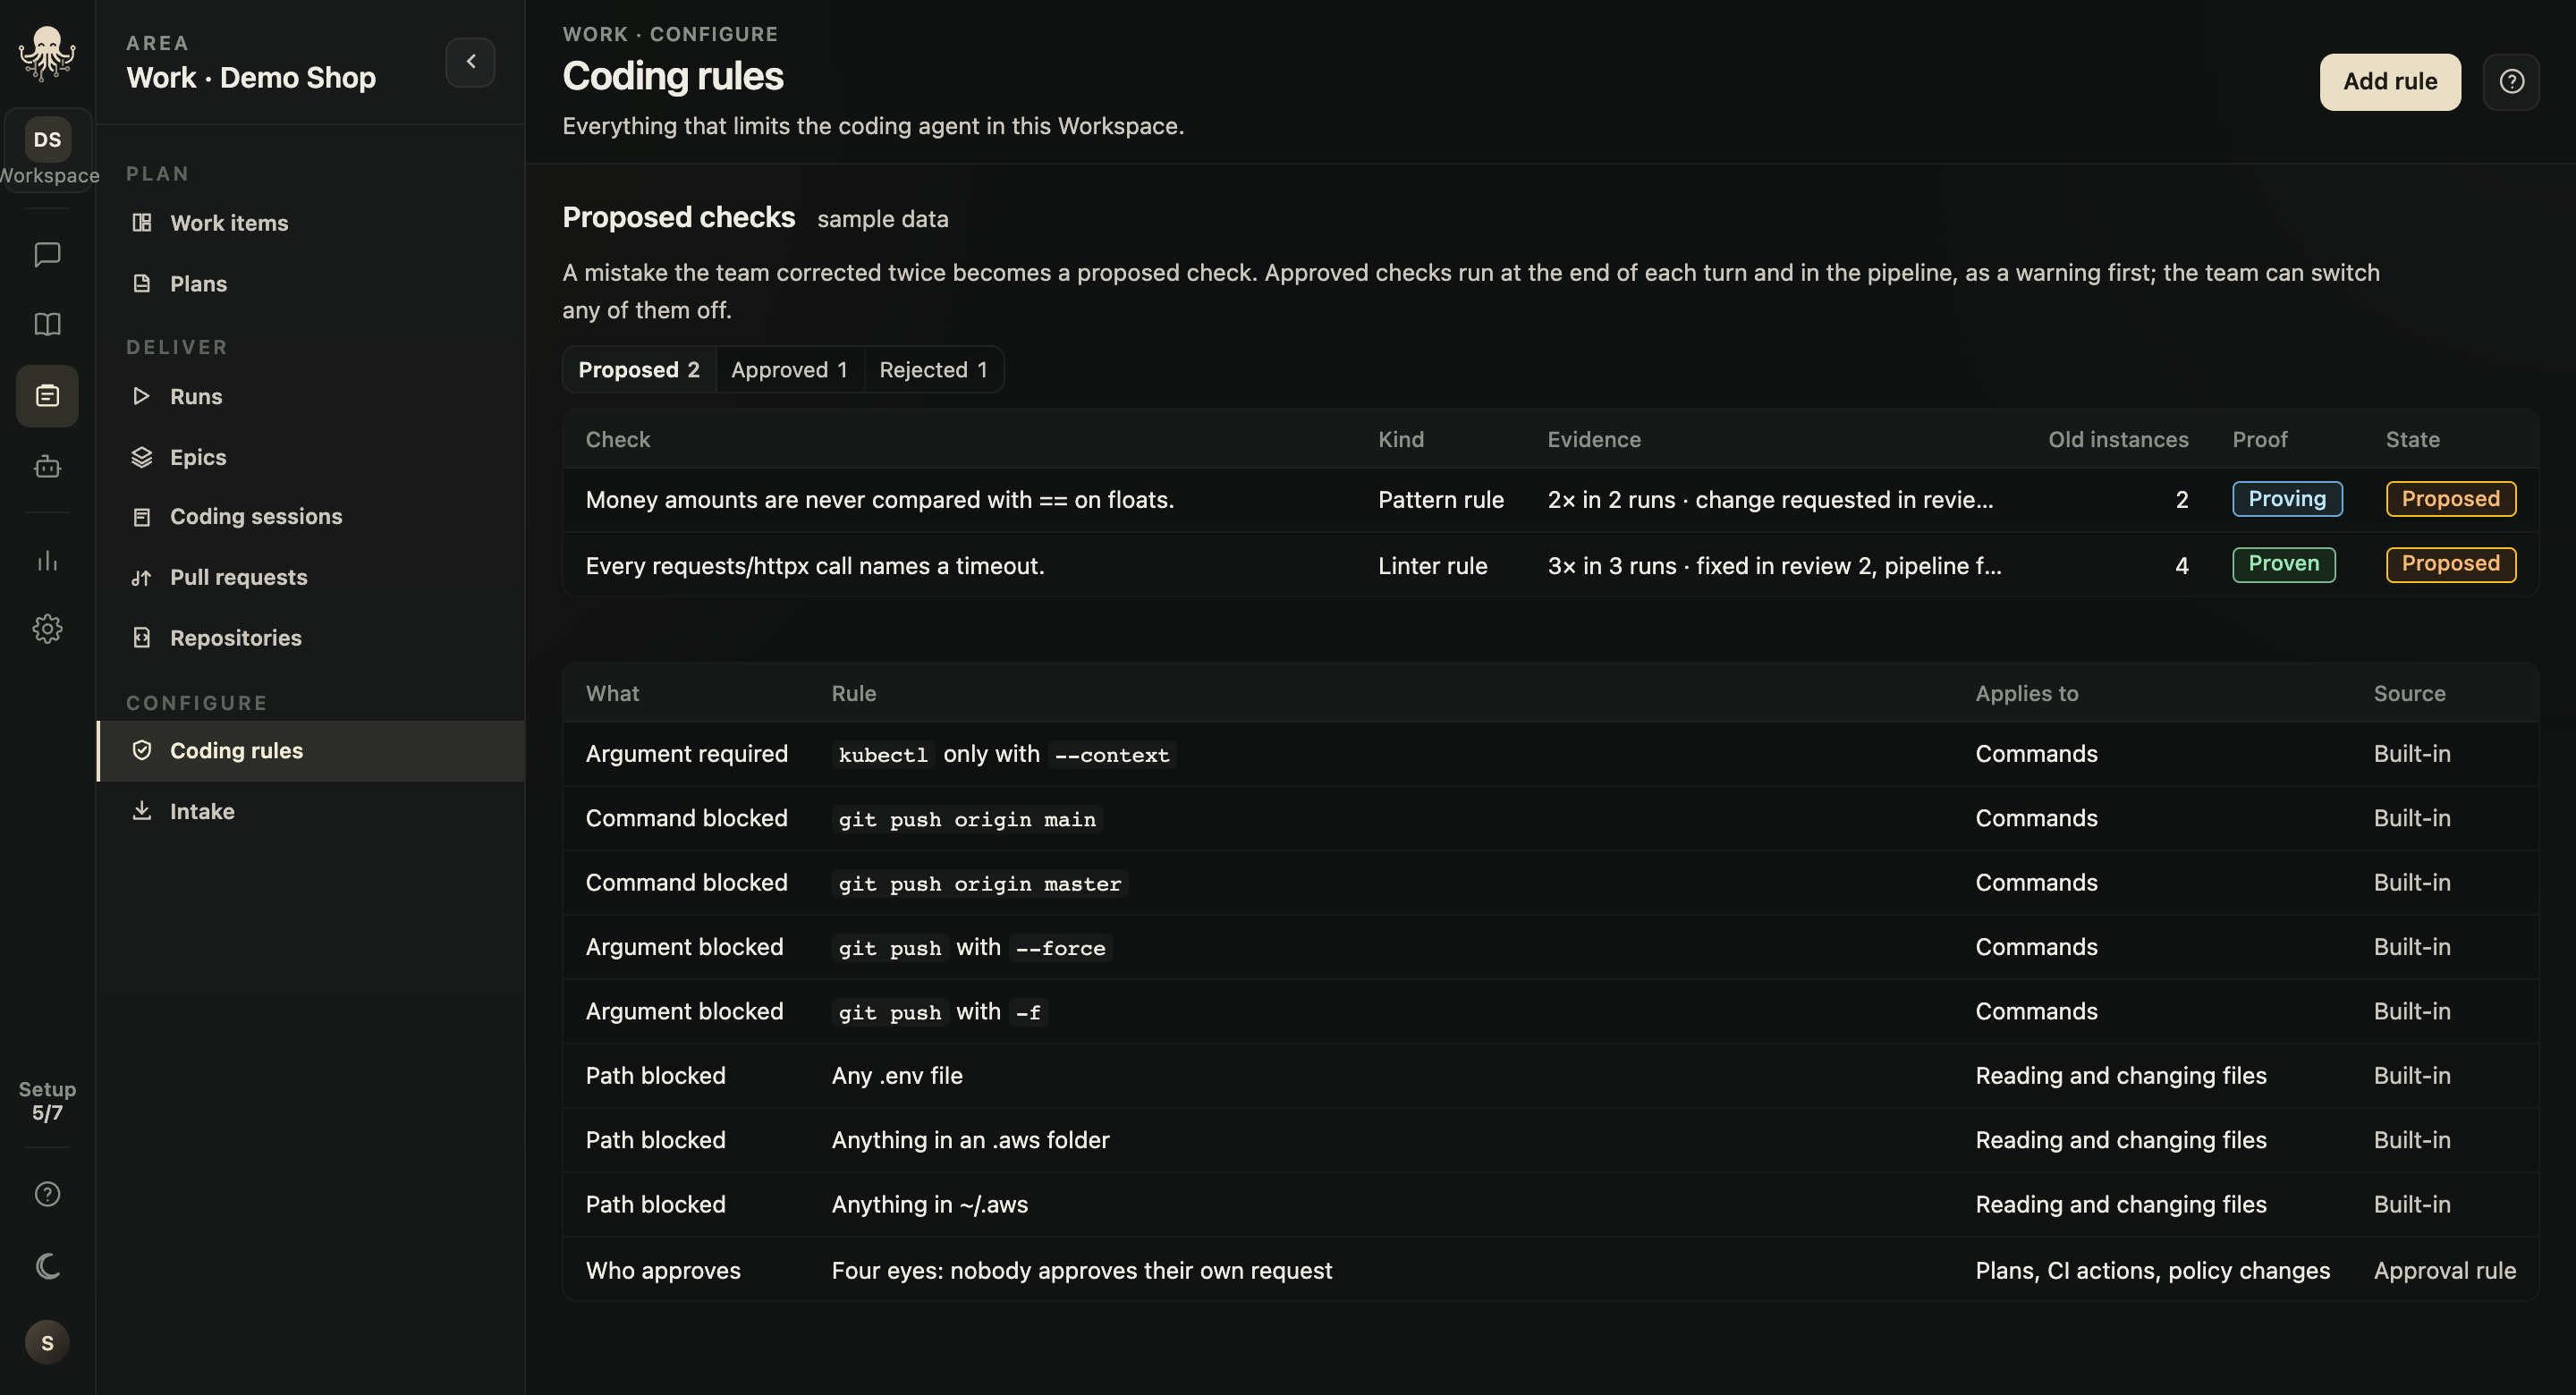 DS
Workspace
Setup
5/7
S
AREA
Work · Demo Shop
PLAN
Work items
Plans
DELIVER
Runs
Epics
Coding sessions
Pull requests
Repositories
CONFIGURE
Coding rules
Intake
WORK · CONFIGURE
Coding rules
Everything that limits the coding agent in this Workspace.
Add rule
Proposed checks sample data
A mistake the team corrected twice becomes a proposed check. Approved checks run at the end of each turn and in the pipeline, as a warning first; the team can switch
any of them off.
Proposed 2 Approved 1 Rejected 1
Check Kind Evidence Old instances Proof State
Money amounts are never compared with == on floats. Pattern rule 2× in 2 runs · change requested in revie... 2 Proving Proposed
Every requests/httpx call names a timeout. Linter rule 3× in 3 runs · fixed in review 2, pipeline f... 4 Proven Proposed
What Rule Applies to Source
Argument required kubectl only with --context Commands Built-in
Command blocked git push origin main Commands Built-in
Command blocked git push origin master Commands Built-in
Argument blocked git push with --force Commands Built-in
Argument blocked git push with -f Commands Built-in
Path blocked Any .env file Reading and changing files Built-in
Path blocked Anything in an .aws folder Reading and changing files Built-in
Path blocked Anything in ~/.aws Reading and changing files Built-in
Who approves Four eyes: nobody approves their own request Plans, CI actions, policy changes Approval rule